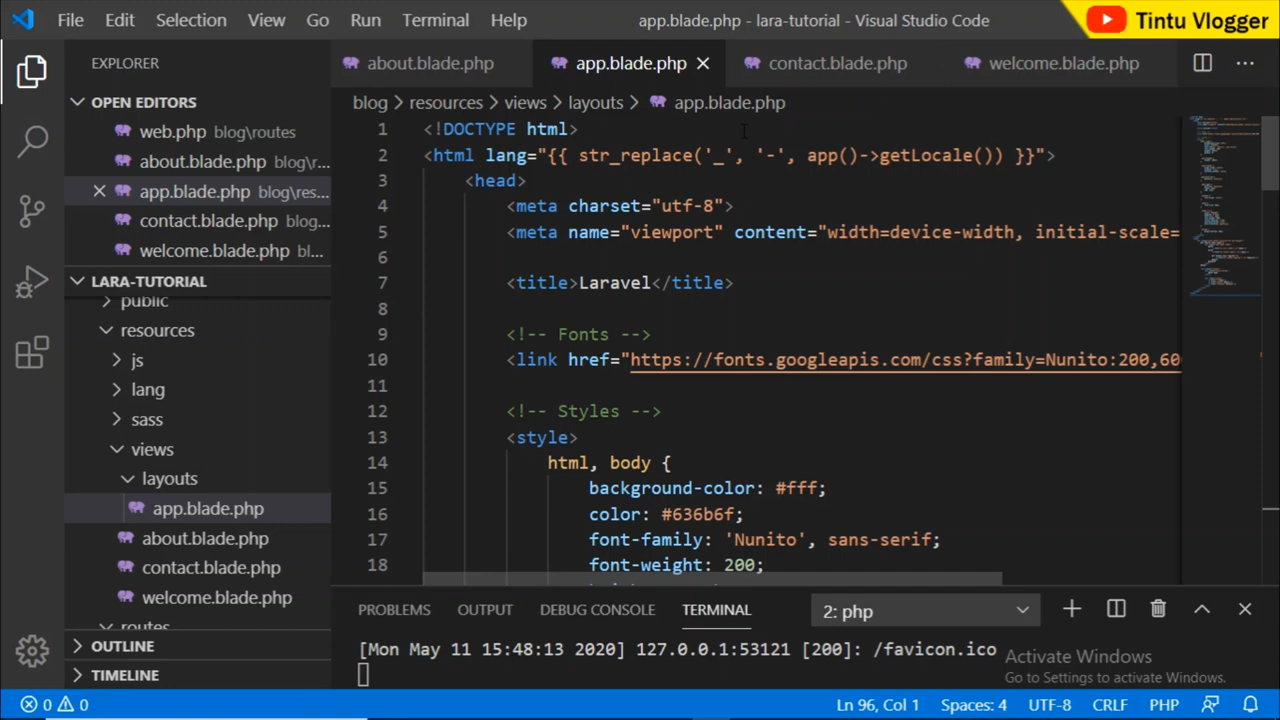 File Edit Selection View Go Run Terminal Help
app.blade.php - lara-tutorial - Visual Studio Code
Tintu Vlogger
EXPLORER
OPEN EDITORS
web.php blog\routes
about.blade.php blog\r...
app.blade.php blog\res...
contact.blade.php blog...
welcome.blade.php bl...
LARA-TUTORIAL
public
resources
js
lang
sass
views
layouts
app.blade.php
about.blade.php
contact.blade.php
welcome.blade.php
routes
OUTLINE
TIMELINE
about.blade.php app.blade.php contact.blade.php welcome.blade.php
blog > resources > views > layouts > app.blade.php
1 <!DOCTYPE html>
2 <html lang="{{ str_replace('_', '-', app()->getLocale()) }}">
3 <head>
4 <meta charset="utf-8">
5 <meta name="viewport" content="width=device-width, initial-scale=
6
7 <title>Laravel</title>
8
9 <!-- Fonts -->
10 <link href="https://fonts.googleapis.com/css?family=Nunito:200,60
11
12 <!-- Styles -->
13 <style>
14 html, body {
15 background-color: #fff;
16 color: #636b6f;
17 font-family: 'Nunito', sans-serif;
18 font-weight: 200;
PROBLEMS OUTPUT DEBUG CONSOLE TERMINAL 2: php
[Mon May 11 15:48:13 2020] 127.0.0.1:53121 [200]: /favicon.ico
Activate Windows
Go to Settings to activate Windows.
0 0 Ln 96, Col 1 Spaces: 4 UTF-8 CRLF PHP